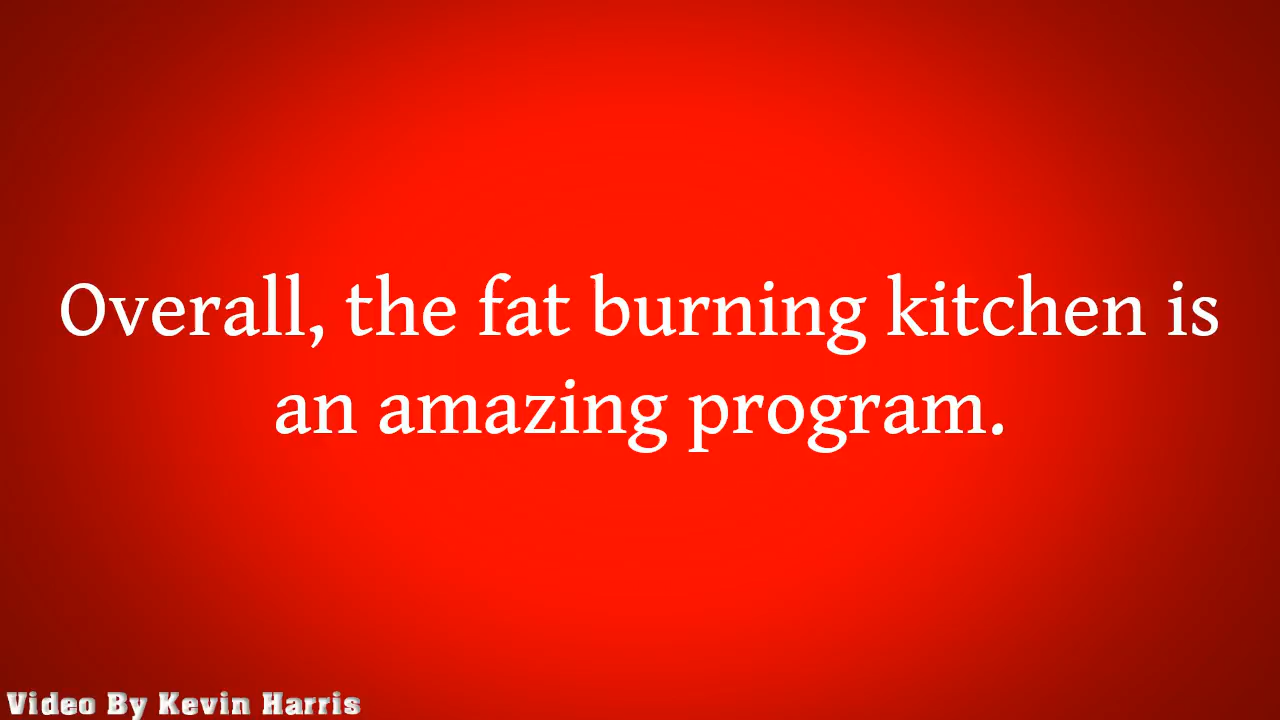 Overall, the fat burning kitchen is
an amazing program.
Video By Kevin Harris